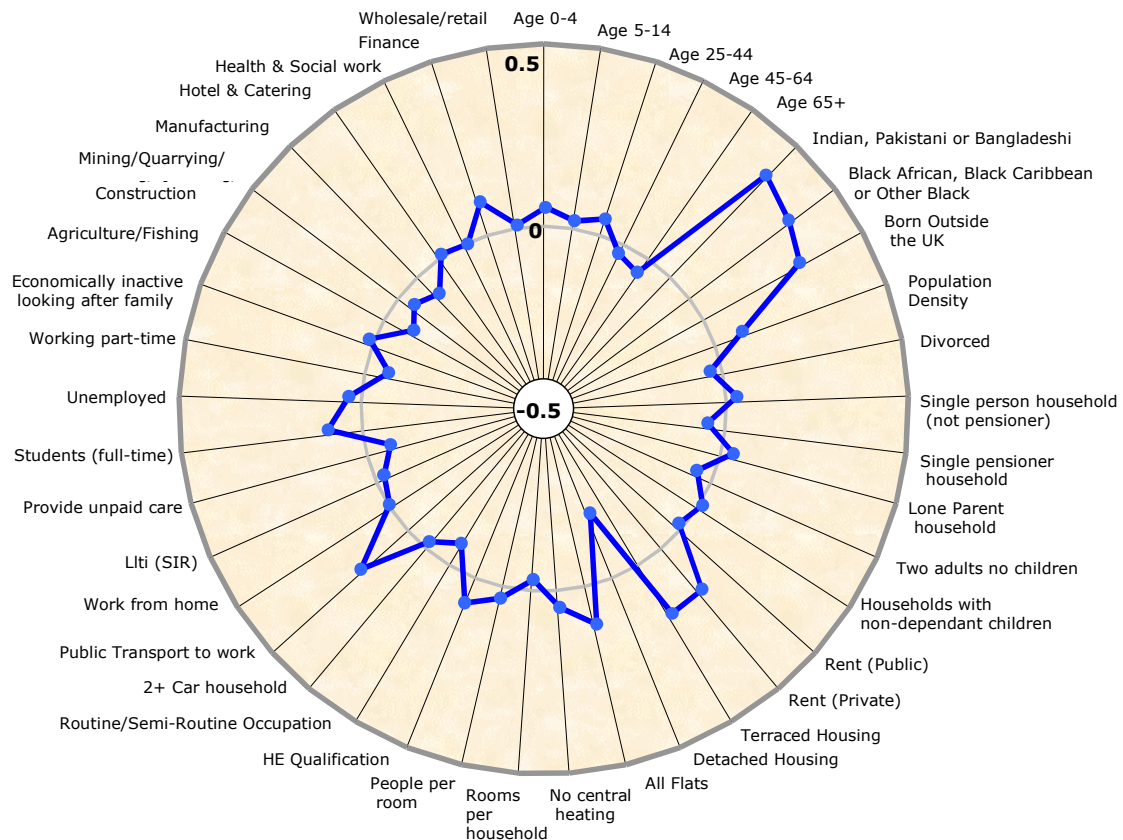 Age 0-4
Age 5-14
Age 25-44
Age 45-64
Age 65+
Indian, Pakistani or Bangladeshi
Black African, Black Caribbean
or Other Black
Born Outside
the UK
Population
Density
Divorced
Single person household
(not pensioner)
Single pensioner
household
Lone Parent
household
Two adults no children
Households with
non-dependant children
Rent (Public)
Rent (Private)
Terraced Housing
Detached Housing
All Flats
No central
heating
Rooms
per
household
People per
room
HE Qualification
Routine/Semi-Routine Occupation
2+ Car household
Public Transport to work
Work from home
Llti (SIR)
Provide unpaid care
Students (full-time)
Unemployed
Working part-time
Economically inactive
looking after family
Agriculture/Fishing
Construction
Mining/Quarrying/
Manufacturing
Hotel & Catering
Health & Social work
Finance
Wholesale/retail
0.5
0
-0.5